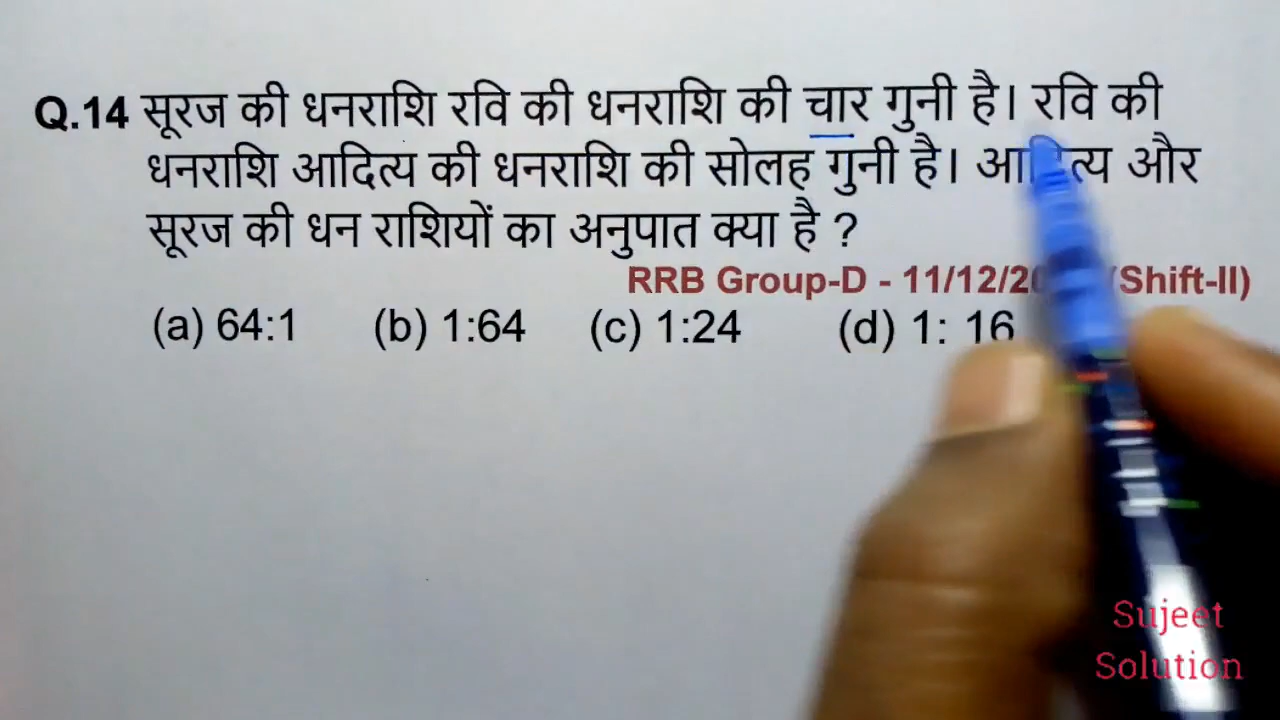 Q.14 सूरज की धनराशि रवि की धनराशि की चार गुनी है। रवि की
धनराशि आदित्य की धनराशि की सोलह गुनी है। और
सूरज की धन राशियों का अनुपात क्या है ?
RRB Group-D - 11/12/20 (Shift-II)
(a) 64:1 (b) 1:64 (c) 1:24 (d) 1: 16
Sujeet
Solution